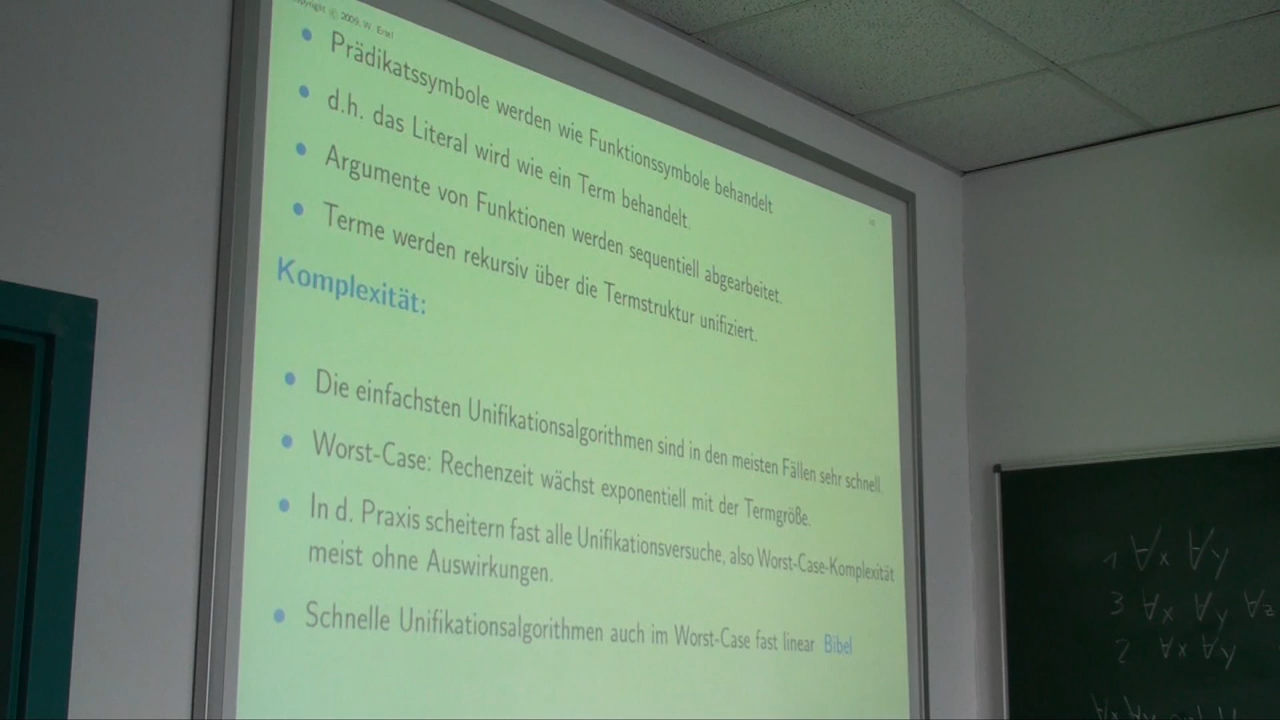 Copyright © 2009, W. Ertel
Prädikatssymbole werden wie Funktionssymbole behandelt
d.h. das Literal wird wie ein Term behandelt.
Argumente von Funktionen werden sequentiell abgearbeitet.
Terme werden rekursiv über die Termstruktur unifiziert.
Komplexität:
Die einfachsten Unifikationsalgorithmen sind in den meisten Fällen sehr schnell.
Worst-Case: Rechenzeit wächst exponentiell mit der Termgröße.
In d. Praxis scheitern fast alle Unifikationsversuche, also Worst-Case-Komplexität
meist ohne Auswirkungen.
Schnelle Unifikationsalgorithmen auch im Worst-Case fast linear Bibel
1 ∀x ∀y
3 ∀x ∀y ∀z
2 ∀x ∀y